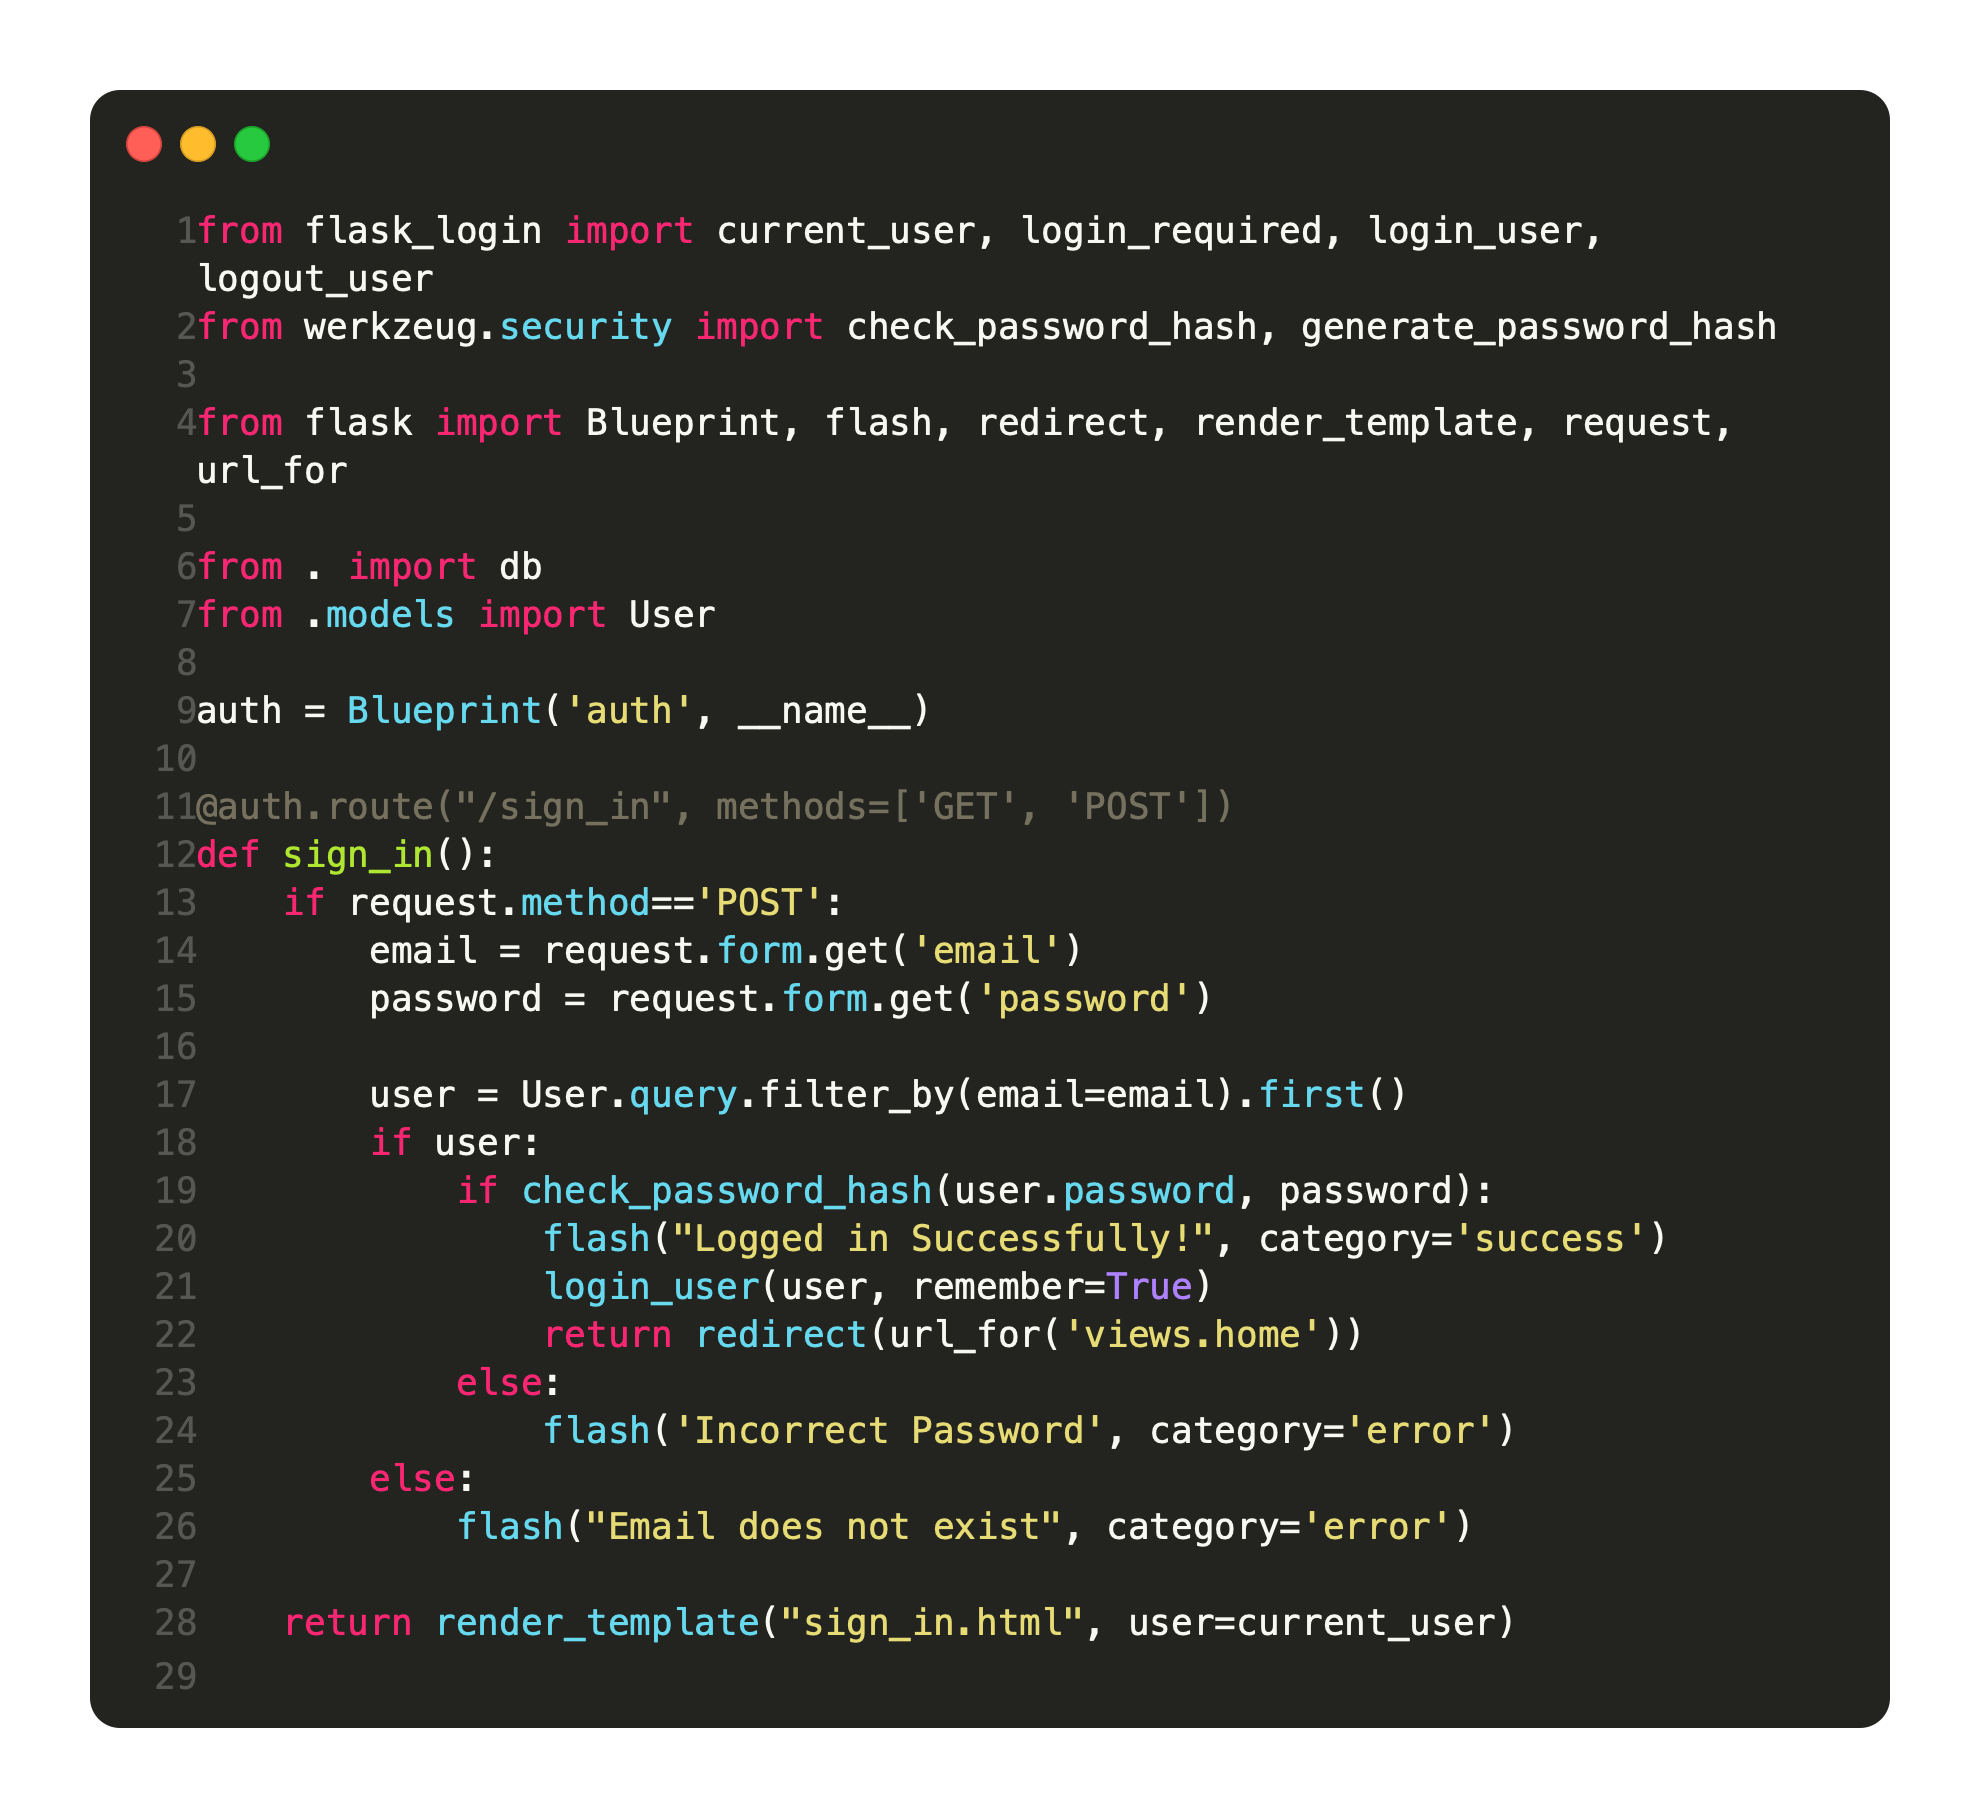 1from flask_login import current_user, login_required, login_user,
logout_user
2from werkzeug.security import check_password_hash, generate_password_hash
3
4from flask import Blueprint, flash, redirect, render_template, request,
url_for
5
6from . import db
7from .models import User
8
9auth = Blueprint('auth', __name__)
10
11@auth.route("/sign_in", methods=['GET', 'POST'])
12def sign_in():
13    if request.method=='POST':
14        email = request.form.get('email')
15        password = request.form.get('password')
16
17        user = User.query.filter_by(email=email).first()
18        if user:
19            if check_password_hash(user.password, password):
20                flash("Logged in Successfully!", category='success')
21                login_user(user, remember=True)
22                return redirect(url_for('views.home'))
23            else:
24                flash('Incorrect Password', category='error')
25        else:
26            flash("Email does not exist", category='error')
27
28    return render_template("sign_in.html", user=current_user)
29